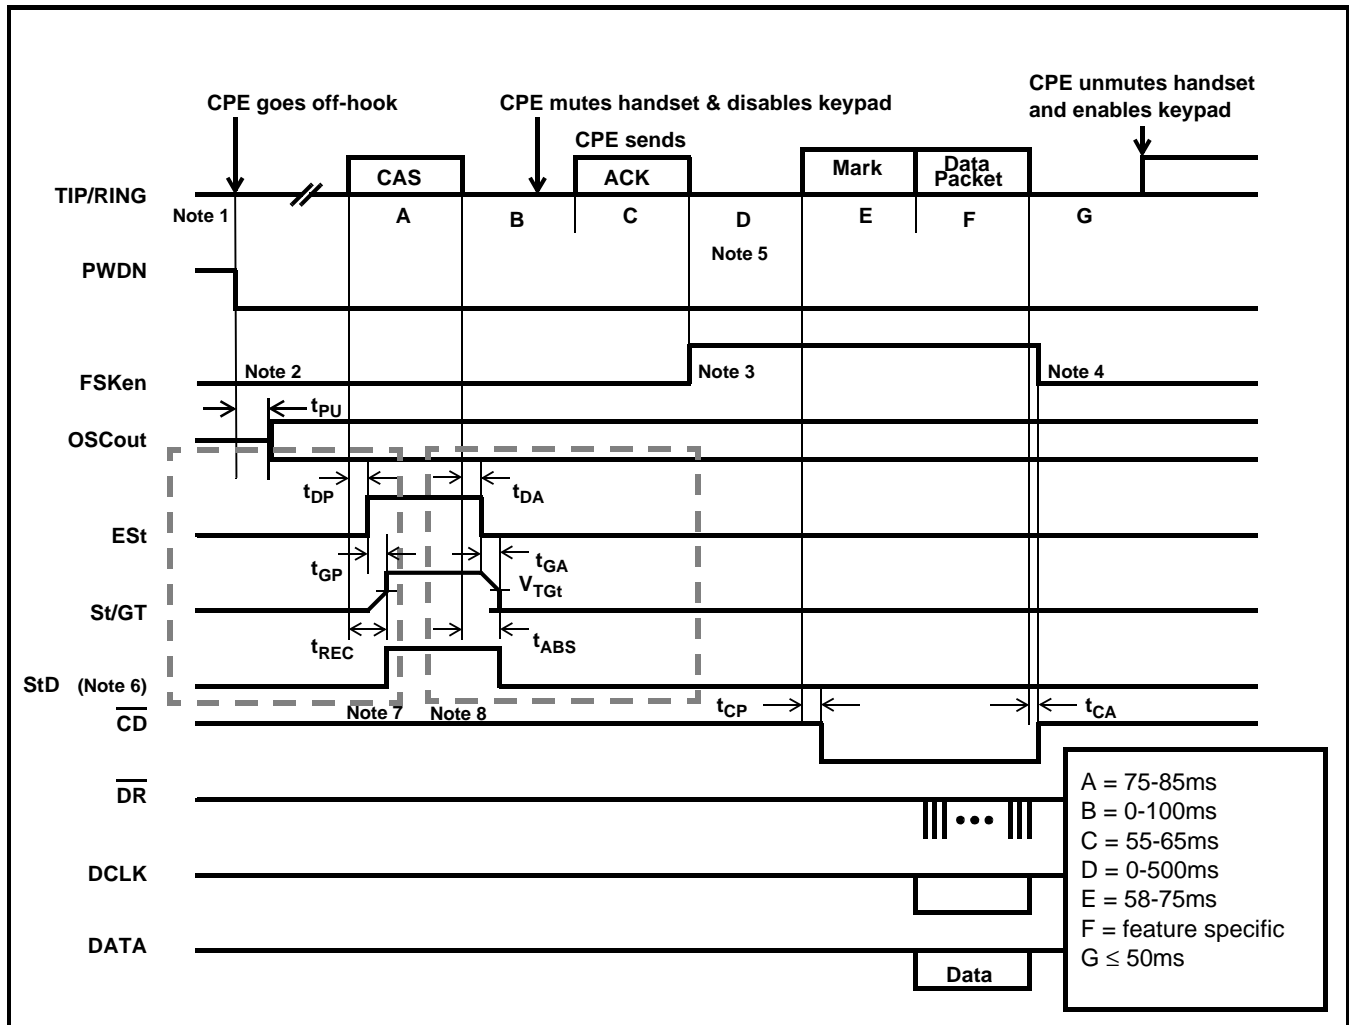 CPE goes off-hook
CPE mutes handset & disables keypad
CPE unmutes handset
and enables keypad
CPE sends
TIP/RING
CAS
ACK
Mark
Data
Packet
Note 1
A
B
C
D
E
F
G
Note 5
PWDN
FSKen
Note 2
Note 3
Note 4
tPU
OSCout
tDP
tDA
ESt
tGP
tGA
VTGt
St/GT
tREC
tABS
StD (Note 6)
Note 7
Note 8
tCP
tCA
CD
DR
DCLK
DATA
Data
A = 75-85ms
B = 0-100ms
C = 55-65ms
D = 0-500ms
E = 58-75ms
F = feature specific
G ≤ 50ms